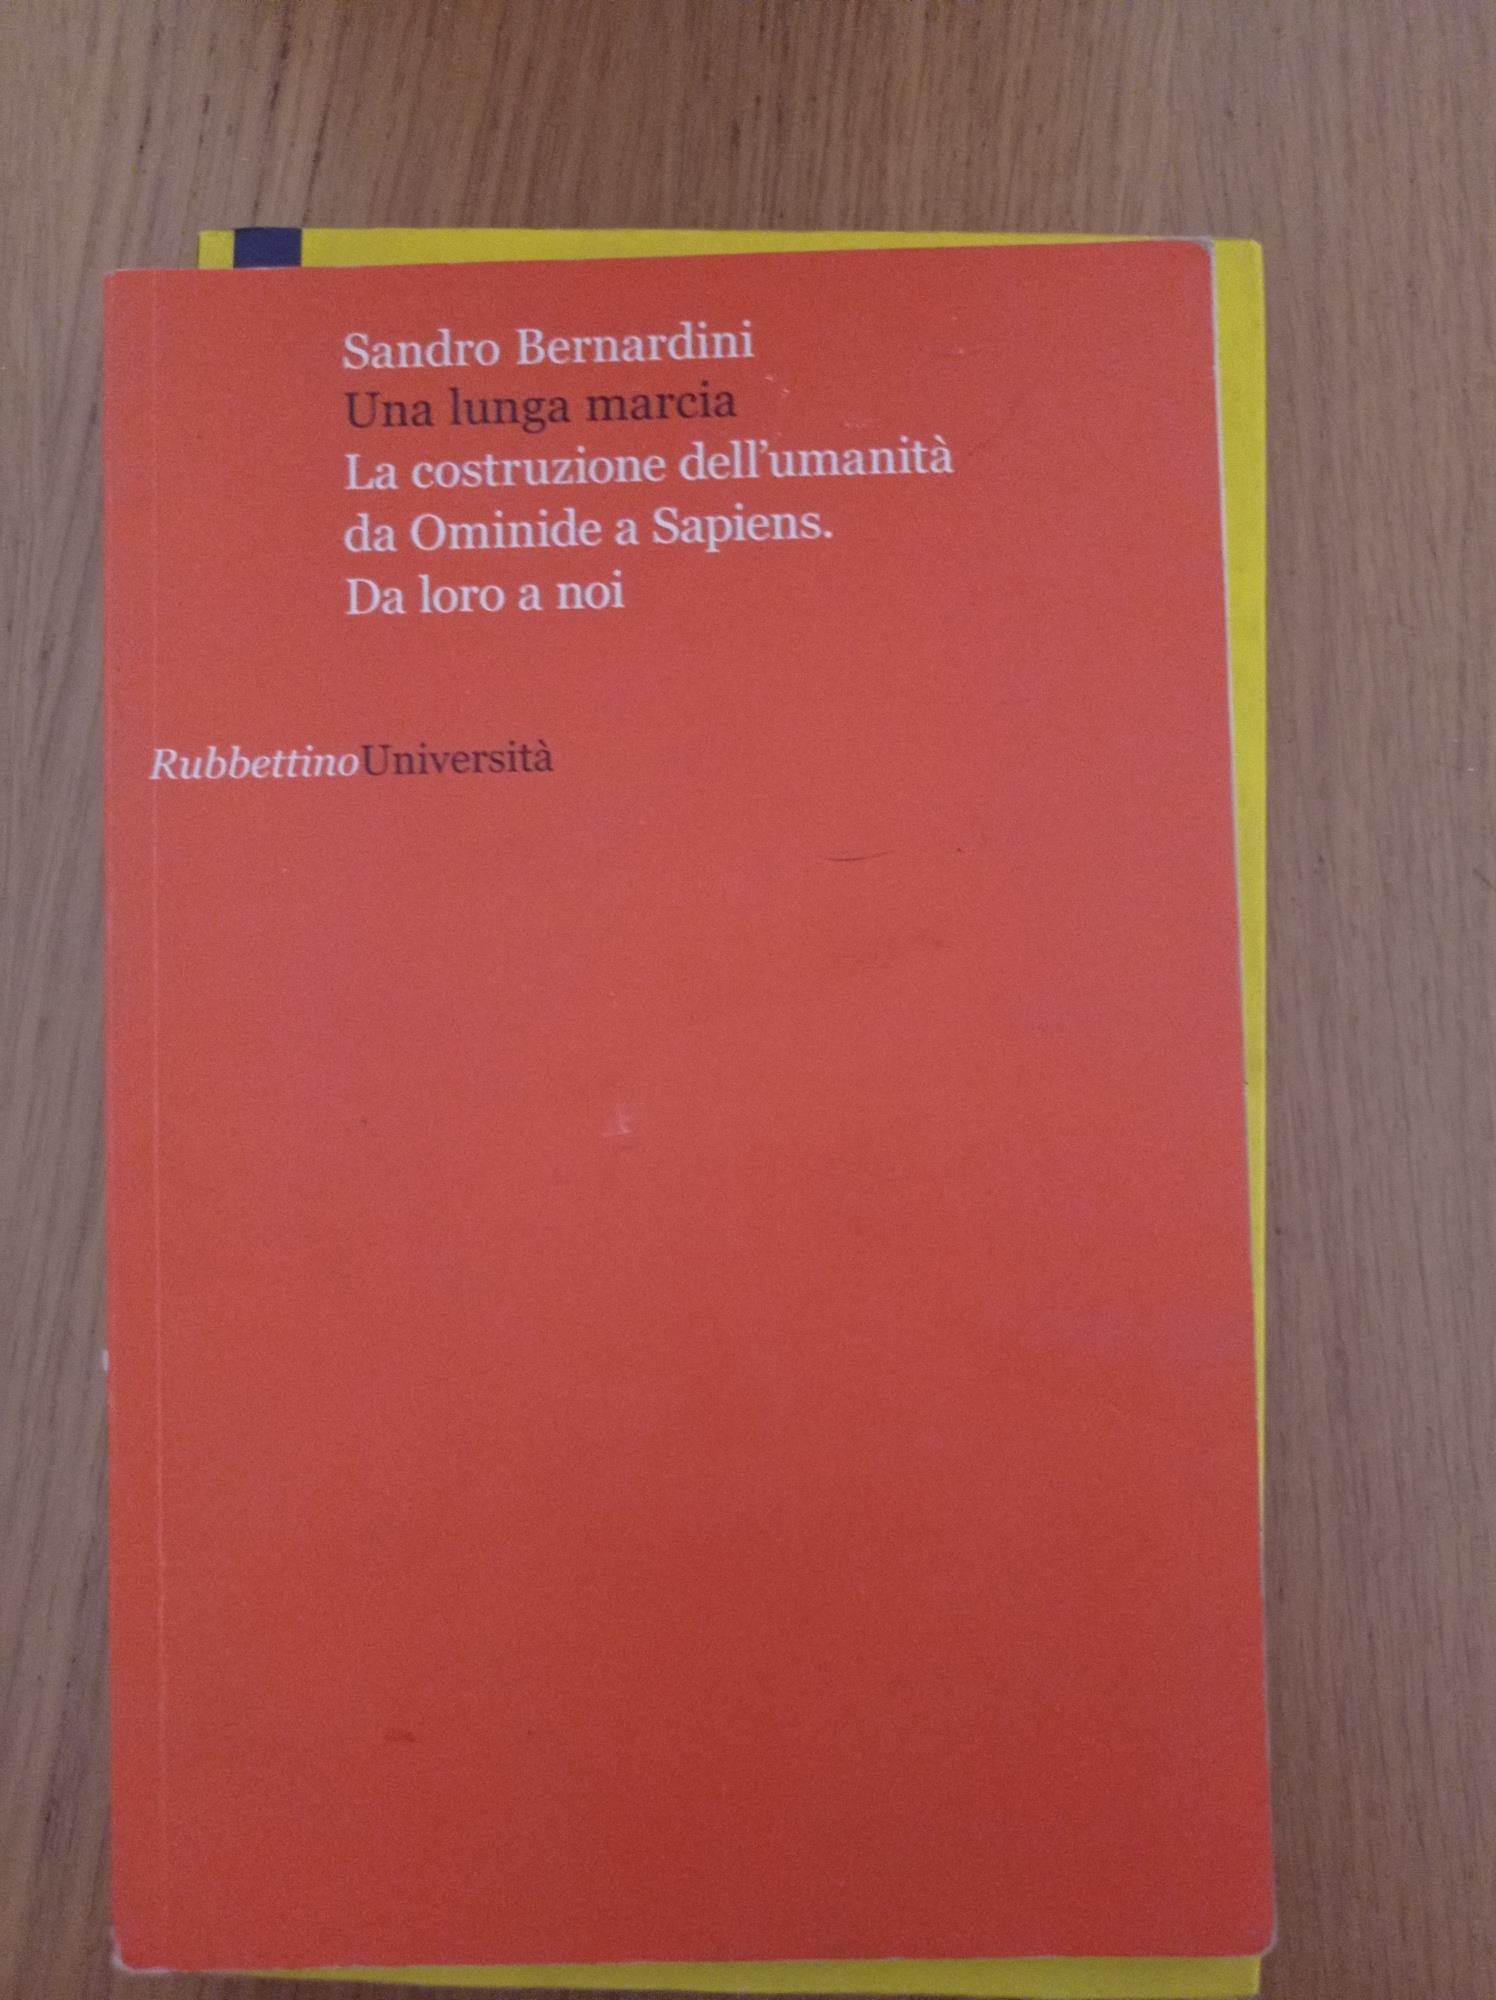 Sandro Bernardini
Una lunga marcia
La costruzione dell'umanità
da Ominide a Sapiens.
Da loro a noi
RubbettinoUniversità